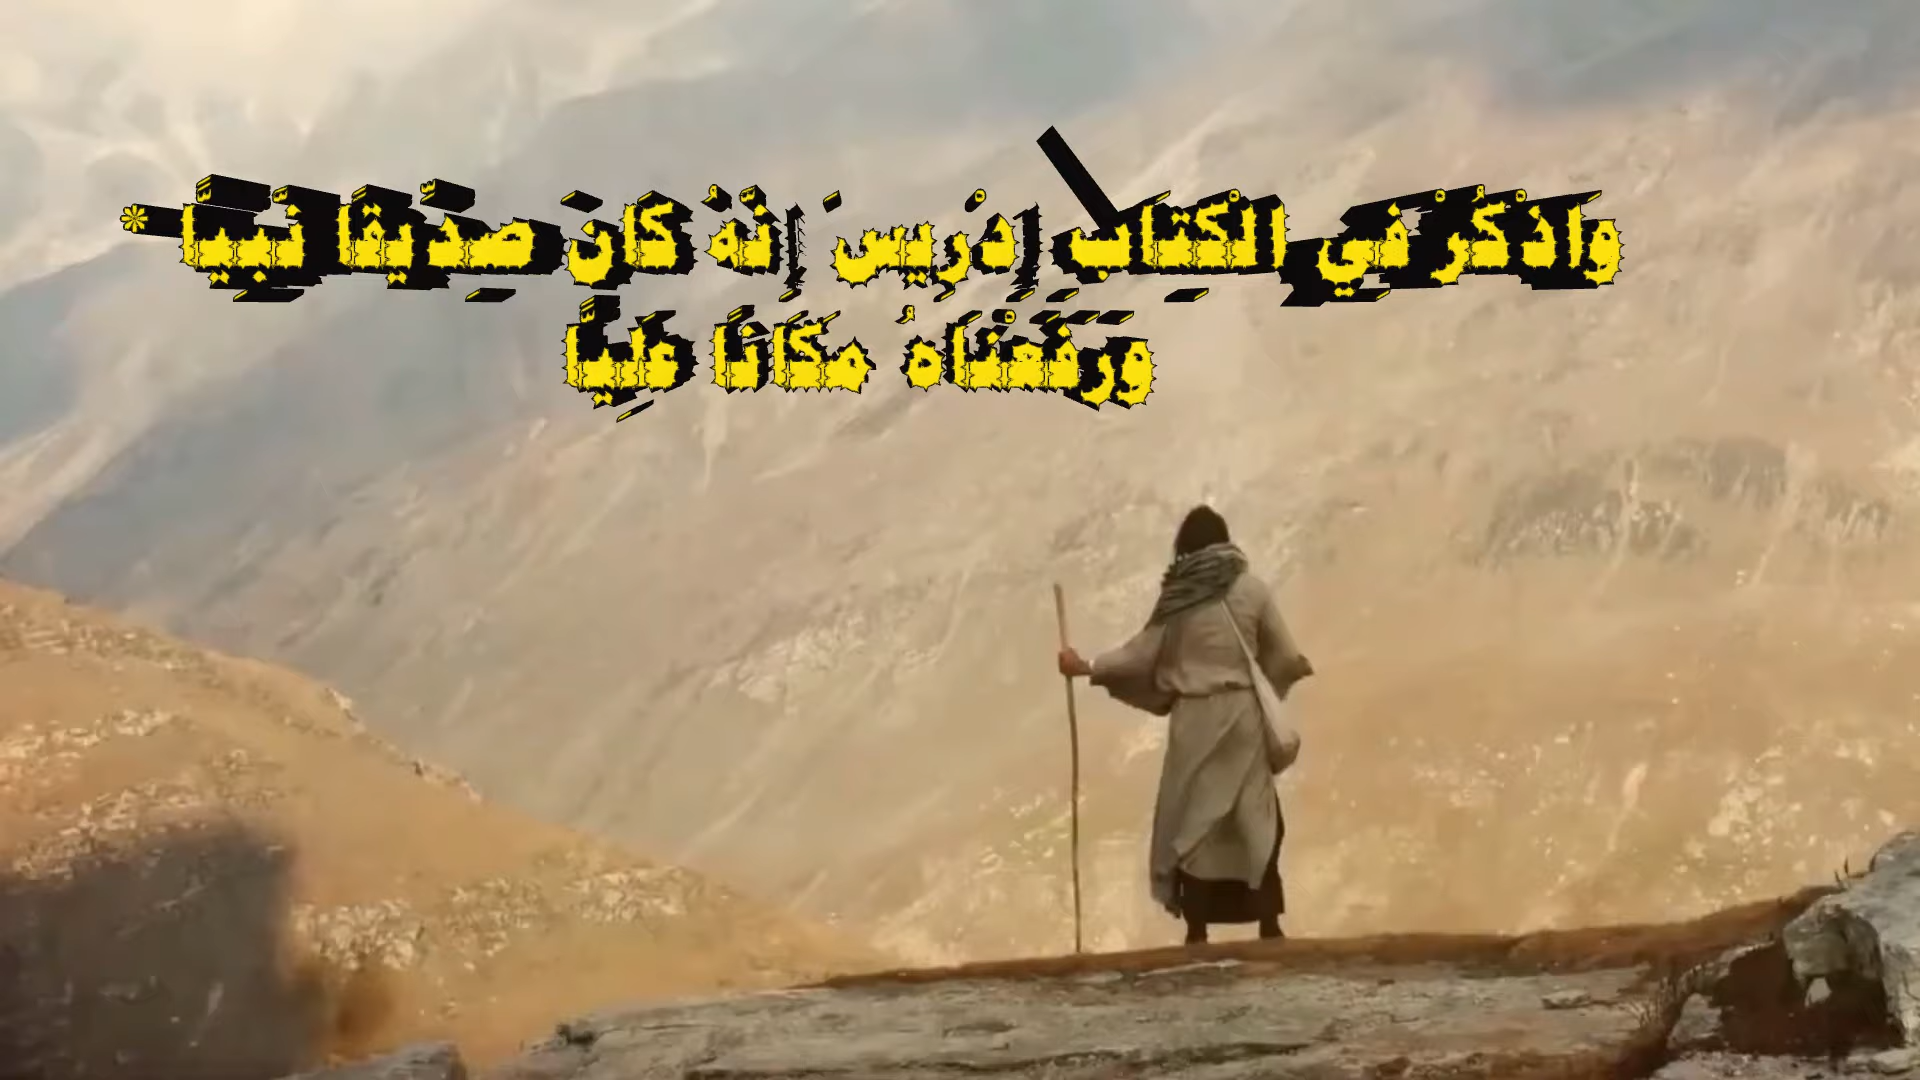 وَاذْكُرْ فِي الْكِتَابِ إِدْرِيسَ إِنَّهُ كَانَ صِدِّيقًا نَبِيًّا *
وَرَفَعْنَاهُ مَكَانًا عَلِيًّا